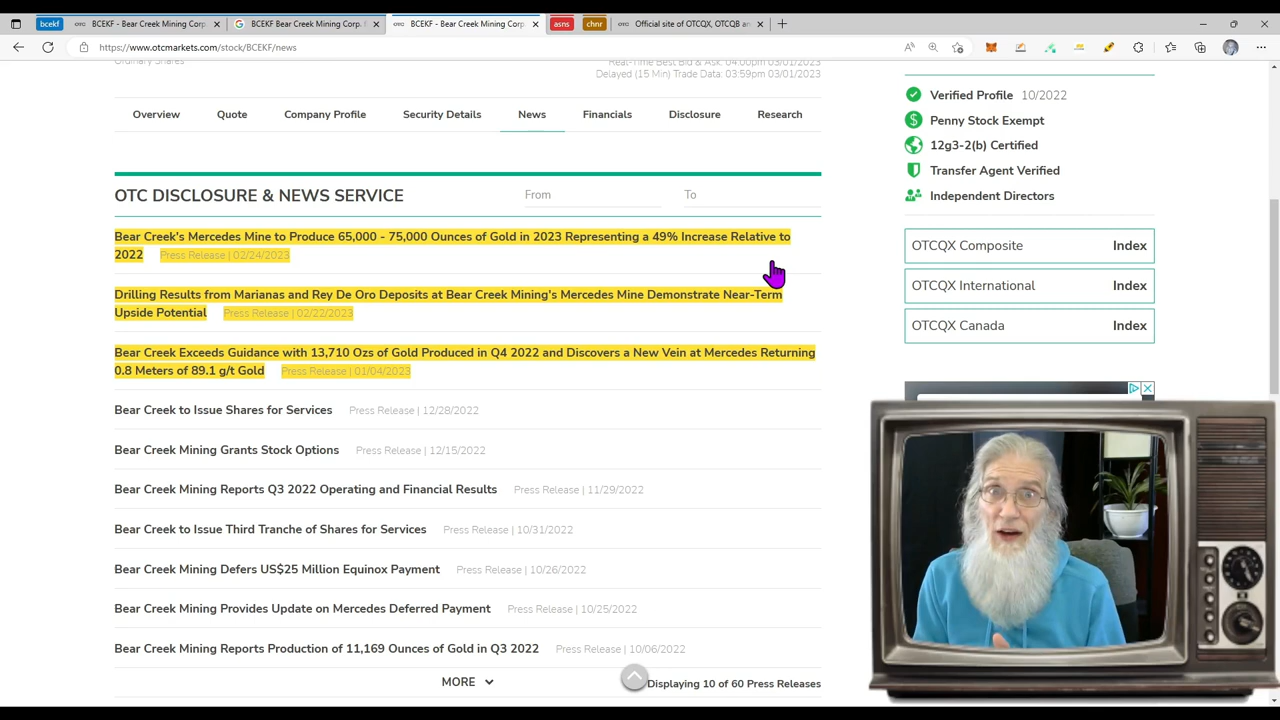 bcekf
BCEKF - Bear Creek Mining Corp
BCEKF Bear Creek Mining Corp.
BCEKF - Bear Creek Mining Corp
asns
chnr
Official site of OTCQX, OTCQB an
https://www.otcmarkets.com/stock/BCEKF/news
Ordinary Shares
Real-Time Best Bid & Ask: 04:00pm 03/01/2023
Delayed (15 Min) Trade Data: 03:59pm 03/01/2023
Overview
Quote
Company Profile
Security Details
News
Financials
Disclosure
Research
OTC DISCLOSURE & NEWS SERVICE
From
To
Bear Creek's Mercedes Mine to Produce 65,000 - 75,000 Ounces of Gold in 2023 Representing a 49% Increase Relative to
2022 Press Release | 02/24/2023
Drilling Results from Marianas and Rey De Oro Deposits at Bear Creek Mining's Mercedes Mine Demonstrate Near-Term
Upside Potential Press Release | 02/22/2023
Bear Creek Exceeds Guidance with 13,710 Ozs of Gold Produced in Q4 2022 and Discovers a New Vein at Mercedes Returning
0.8 Meters of 89.1 g/t Gold Press Release | 01/04/2023
Bear Creek to Issue Shares for Services Press Release | 12/28/2022
Bear Creek Mining Grants Stock Options Press Release | 12/15/2022
Bear Creek Mining Reports Q3 2022 Operating and Financial Results Press Release | 11/29/2022
Bear Creek to Issue Third Tranche of Shares for Services Press Release | 10/31/2022
Bear Creek Mining Defers US$25 Million Equinox Payment Press Release | 10/26/2022
Bear Creek Mining Provides Update on Mercedes Deferred Payment Press Release | 10/25/2022
Bear Creek Mining Reports Production of 11,169 Ounces of Gold in Q3 2022 Press Release | 10/06/2022
MORE
Displaying 10 of 60 Press Releases
Verified Profile 10/2022
Penny Stock Exempt
12g3-2(b) Certified
Transfer Agent Verified
Independent Directors
OTCQX Composite Index
OTCQX International Index
OTCQX Canada Index